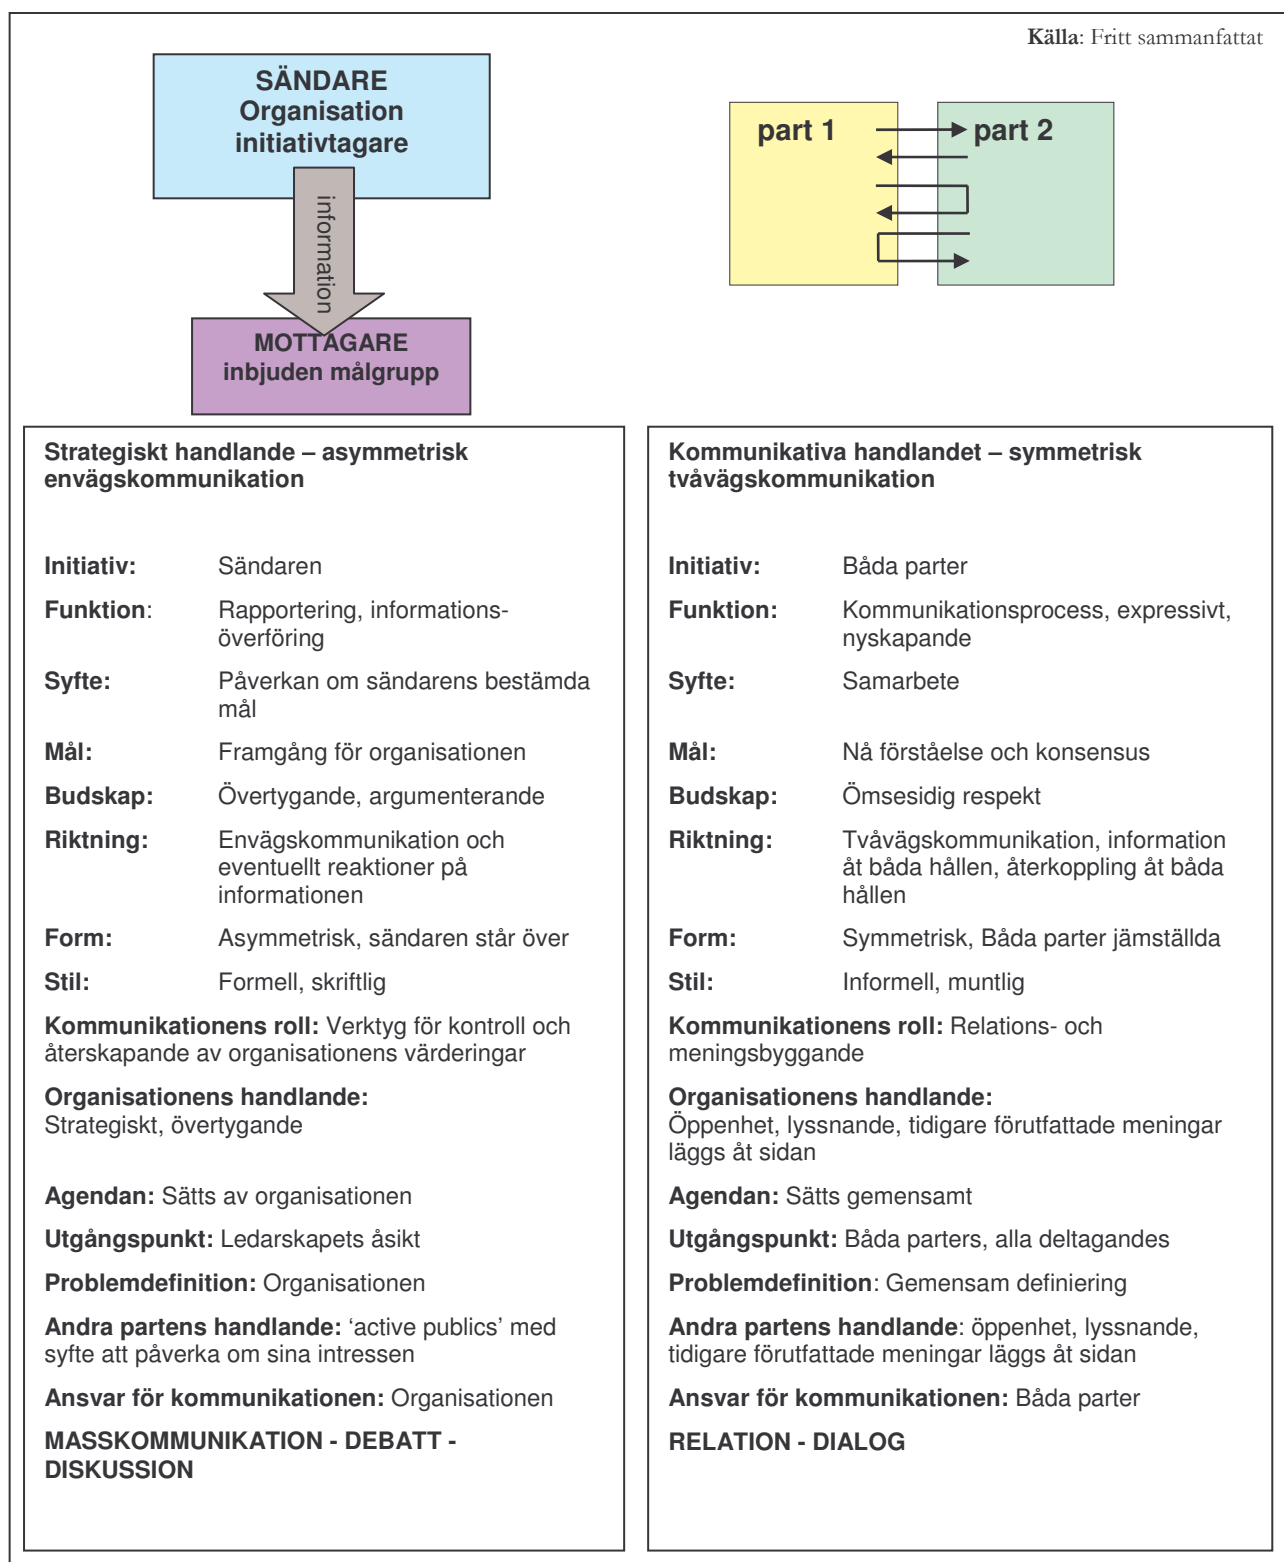 Källa: Fritt sammanfattat
SÄNDARE
Organisation
initiativtagare
information
MOTTAGARE
inbjuden målgrupp
part 1
part 2
Strategiskt handlande – asymmetrisk
envägskommunikation
Initiativ: Sändaren
Funktion: Rapportering, informations-
överföring
Syfte: Påverkan om sändarens bestämda
mål
Mål: Framgång för organisationen
Budskap: Övertygande, argumenterande
Riktning: Envägskommunikation och
eventuellt reaktioner på
informationen
Form: Asymmetrisk, sändaren står över
Stil: Formell, skriftlig
Kommunikationens roll: Verktyg för kontroll och
återskapande av organisationens värderingar
Organisationens handlande:
Strategiskt, övertygande
Agendan: Sätts av organisationen
Utgångspunkt: Ledarskapets åsikt
Problemdefinition: Organisationen
Andra partens handlande: ‘active publics’ med
syfte att påverka om sina intressen
Ansvar för kommunikationen: Organisationen
MASSKOMMUNIKATION - DEBATT -
DISKUSSION
Kommunikativa handlandet – symmetrisk
tvåvägskommunikation
Initiativ: Båda parter
Funktion: Kommunikationsprocess, expressivt,
nyskapande
Syfte: Samarbete
Mål: Nå förståelse och konsensus
Budskap: Ömsesidig respekt
Riktning: Tvåvägskommunikation, information
åt båda hållen, återkoppling åt båda
hållen
Form: Symmetrisk, Båda parter jämställda
Stil: Informell, muntlig
Kommunikationens roll: Relations- och
meningsbyggande
Organisationens handlande:
Öppenhet, lyssnande, tidigare förutfattade meningar
läggs åt sidan
Agendan: Sätts gemensamt
Utgångspunkt: Båda parters, alla deltagandes
Problemdefinition: Gemensam definiering
Andra partens handlande: öppenhet, lyssnande,
tidigare förutfattade meningar läggs åt sidan
Ansvar för kommunikationen: Båda parter
RELATION - DIALOG